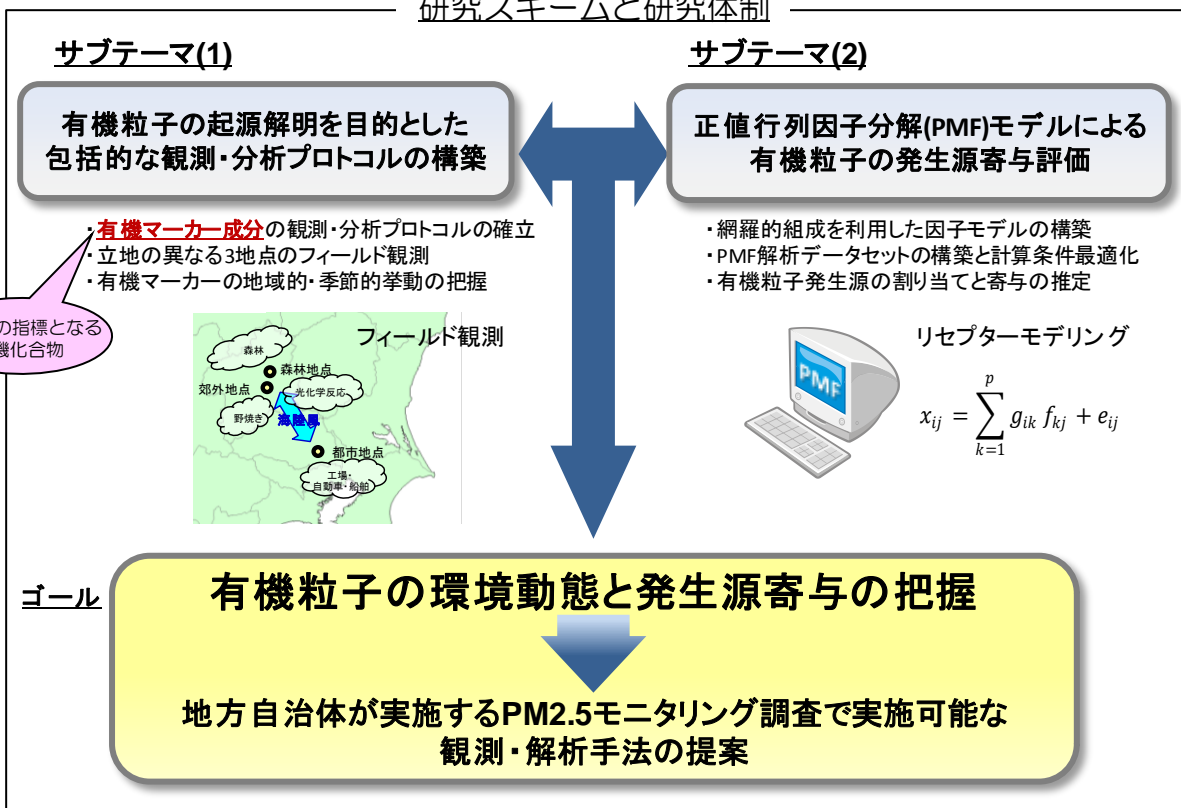 研究スキームと研究体制
サブテーマ(1)
有機粒子の起源解明を目的とした
包括的な観測・分析プロトコルの構築
・有機マーカー成分の観測・分析プロトコルの確立
・立地の異なる3地点のフィールド観測
・有機マーカーの地域的・季節的挙動の把握
の指標となる
機化合物
フィールド観測
森林
森林地点
郊外地点
光化学反応
野焼き
海陸風
都市地点
工場・
自動車・船舶
サブテーマ(2)
正値行列因子分解(PMF)モデルによる
有機粒子の発生源寄与評価
・網羅的組成を利用した因子モデルの構築
・PMF解析データセットの構築と計算条件最適化
・有機粒子発生源の割り当てと寄与の推定
リセプターモデリング
PMF
x_{ij} = \sum_{k=1}^{p} g_{ik} f_{kj} + e_{ij}
ゴール
有機粒子の環境動態と発生源寄与の把握
地方自治体が実施するPM2.5モニタリング調査で実施可能な
観測・解析手法の提案